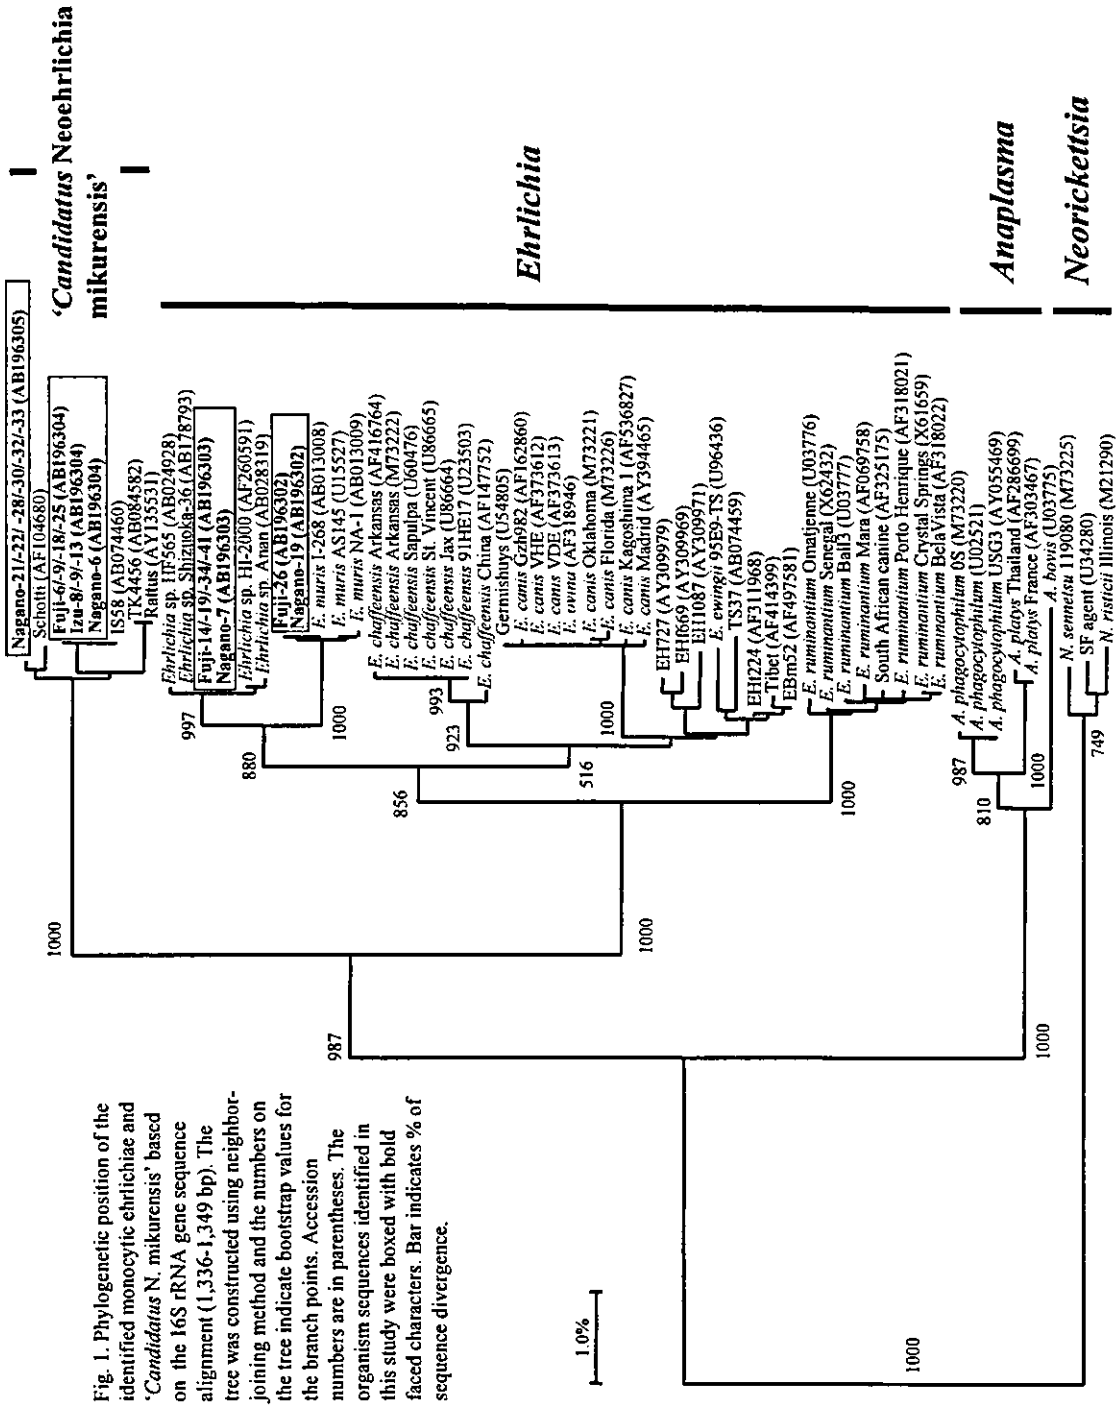 Fig. 1. Phylogenetic position of the
identified monocytic ehrlichiae and
'Candidatus N. mikurensis' based
on the 16S rRNA gene sequence
alignment (1,336-1,349 bp). The
tree was constructed using neighbor-
joining method and the numbers on
the tree indicate bootstrap values for
the branch points. Accession
numbers are in parentheses. The
organism sequences identified in
this study were boxed with bold
faced characters. Bar indicates % of
sequence divergence.
1.0%
1000
987
1000
1000
1000
856
880
997
1000
516
923
993
1000
1000
810
987
1000
749
Nagano-21/-22/ -28/-30/-32/-33 (AB196305)
Schotti (AF104680)
Fuji-6/-9/-18/-25 (AB196304)
Izu-8/-9/-13 (AB196304)
Nagano-6 (AB196304)
IS58 (AB074460)
TK4456 (AB084582)
Rattus (AY135531)
Ehrlichia sp. HF565 (AB024928)
Ehrlichia sp. Shizuoka-36 (AB178793)
Fuji-14/-19/-34/-41 (AB196303)
Nagano-7 (AB196303)
Ehrlichia sp. HI-2000 (AF260591)
Ehrlichia sp. Anan (AB028319)
Fuji-26 (AB196302)
Nagano-19 (AB196302)
E. muris I-268 (AB013008)
E. muris AS145 (U15527)
E. muris NA-1 (AB013009)
E. chaffeensis Arkansas (AF416764)
E. chaffeensis Arkansas (M73222)
E. chaffeensis Sapulpa (U60476)
E. chaffeensis St. Vincent (U86665)
E. chaffeensis Jax (U86664)
E. chaffeensis 91HE17 (U23503)
E. chaffeensis China (AF147752)
Germishuys (U54805)
E. canis Gzh982 (AF162860)
E. canis VHE (AF373612)
E. canis VDE (AF373613)
E. ovina (AF318946)
E. canis Oklahoma (M73221)
E. canis Florida (M73226)
E. canis Kagoshima 1 (AF536827)
E. canis Madrid (AY394465)
EH727 (AY309979)
EH669 (AY309969)
EH1087 (AY309971)
E. ewingii 95E9-TS (U96436)
TS37 (AB074459)
EHt224 (AF311968)
Tibet (AF414399)
EBm52 (AF497581)
E. ruminantium Omatjenne (U03776)
E. ruminantium Senegal (X62432)
E. ruminantium Ball3 (U03777)
E. ruminantium Mara (AF069758)
South African canine (AF325175)
E. ruminantium Porto Henrique (AF318021)
E. ruminantium Crystal Springs (X61659)
E. ruminantium Bela Vista (AF318022)
A. phagocytophilum OS (M73220)
A. phagocytophilum (U02521)
A. phagocytophilum USG3 (AY055469)
A. platys Thailand (AF286699)
A. platys France (AF303467)
A. bovis (U03775)
N. sennetsu 119080 (M73225)
SF agent (U34280)
N. risticii Illinois (M21290)
'Candidatus Neoehrlichia
mikurensis'
Ehrlichia
Anaplasma
Neorickettsia